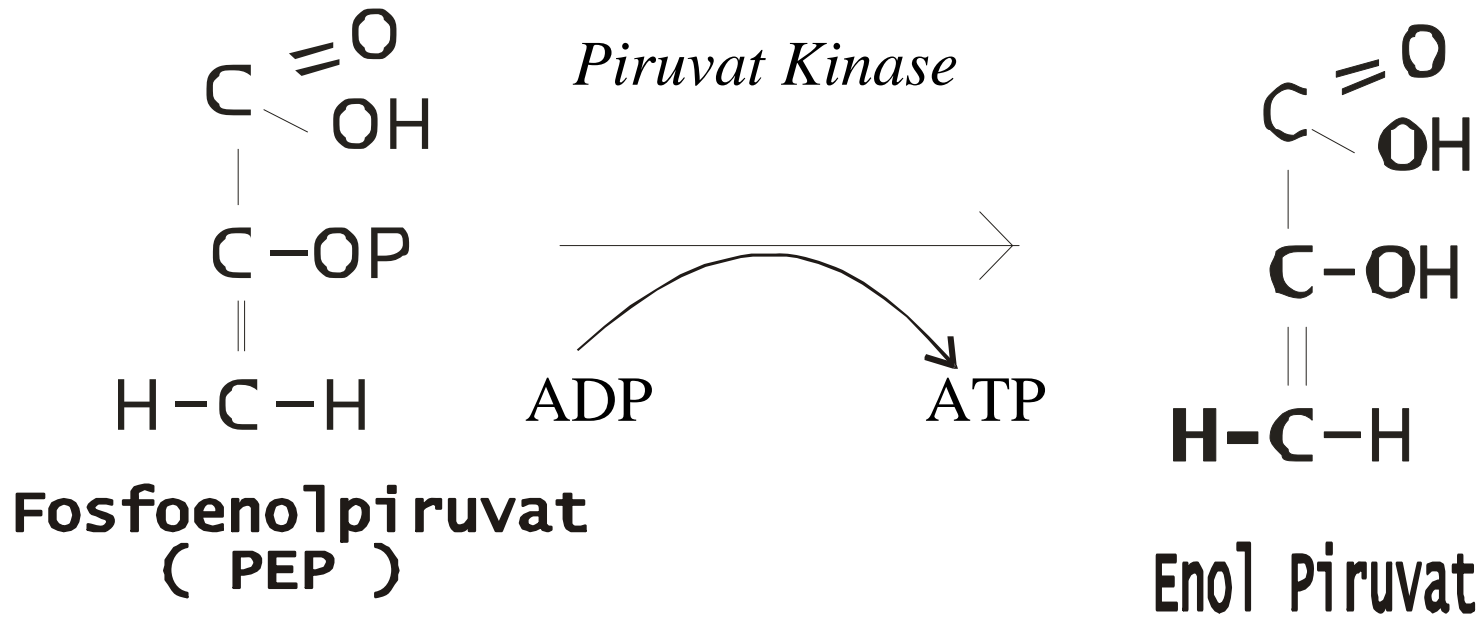 Piruvat Kinase
C = O
OH
C - OP
H - C - H
Fosfoenolpiruvat
( PEP )
ADP
ATP
C = O
OH
C - OH
H - C - H
Enol Piruvat